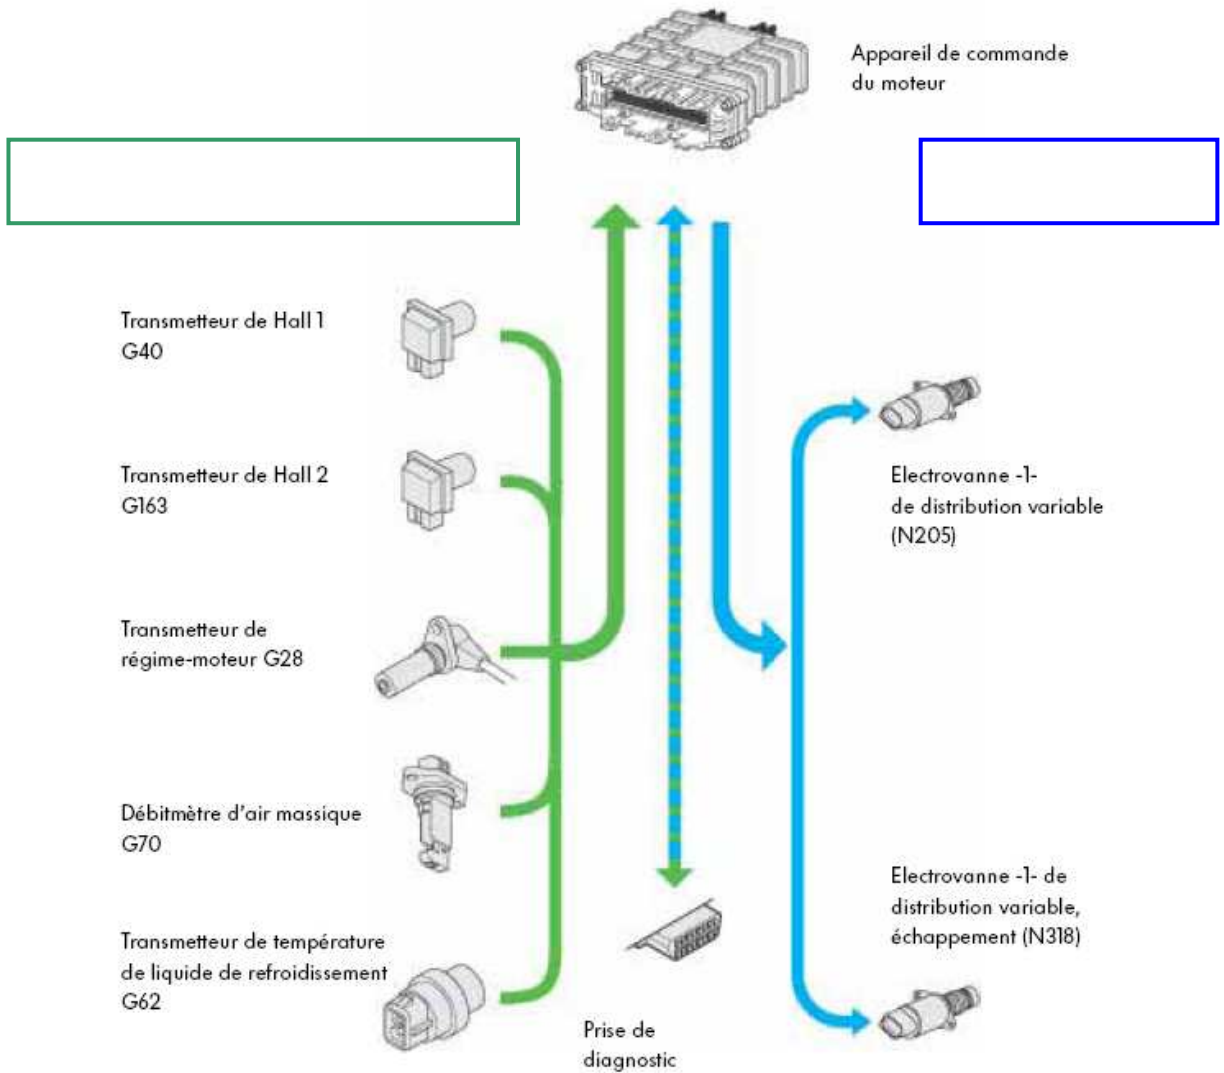 Appareil de commande
du moteur
Transmetteur de Hall 1
G40
Transmetteur de Hall 2
G163
Transmetteur de
régime-moteur G28
Débitmètre d'air massique
G70
Transmetteur de température
de liquide de refroidissement
G62
Prise de
diagnostic
Electrovanne -1-
de distribution variable
(N205)
Electrovanne -1- de
distribution variable,
échappement (N318)